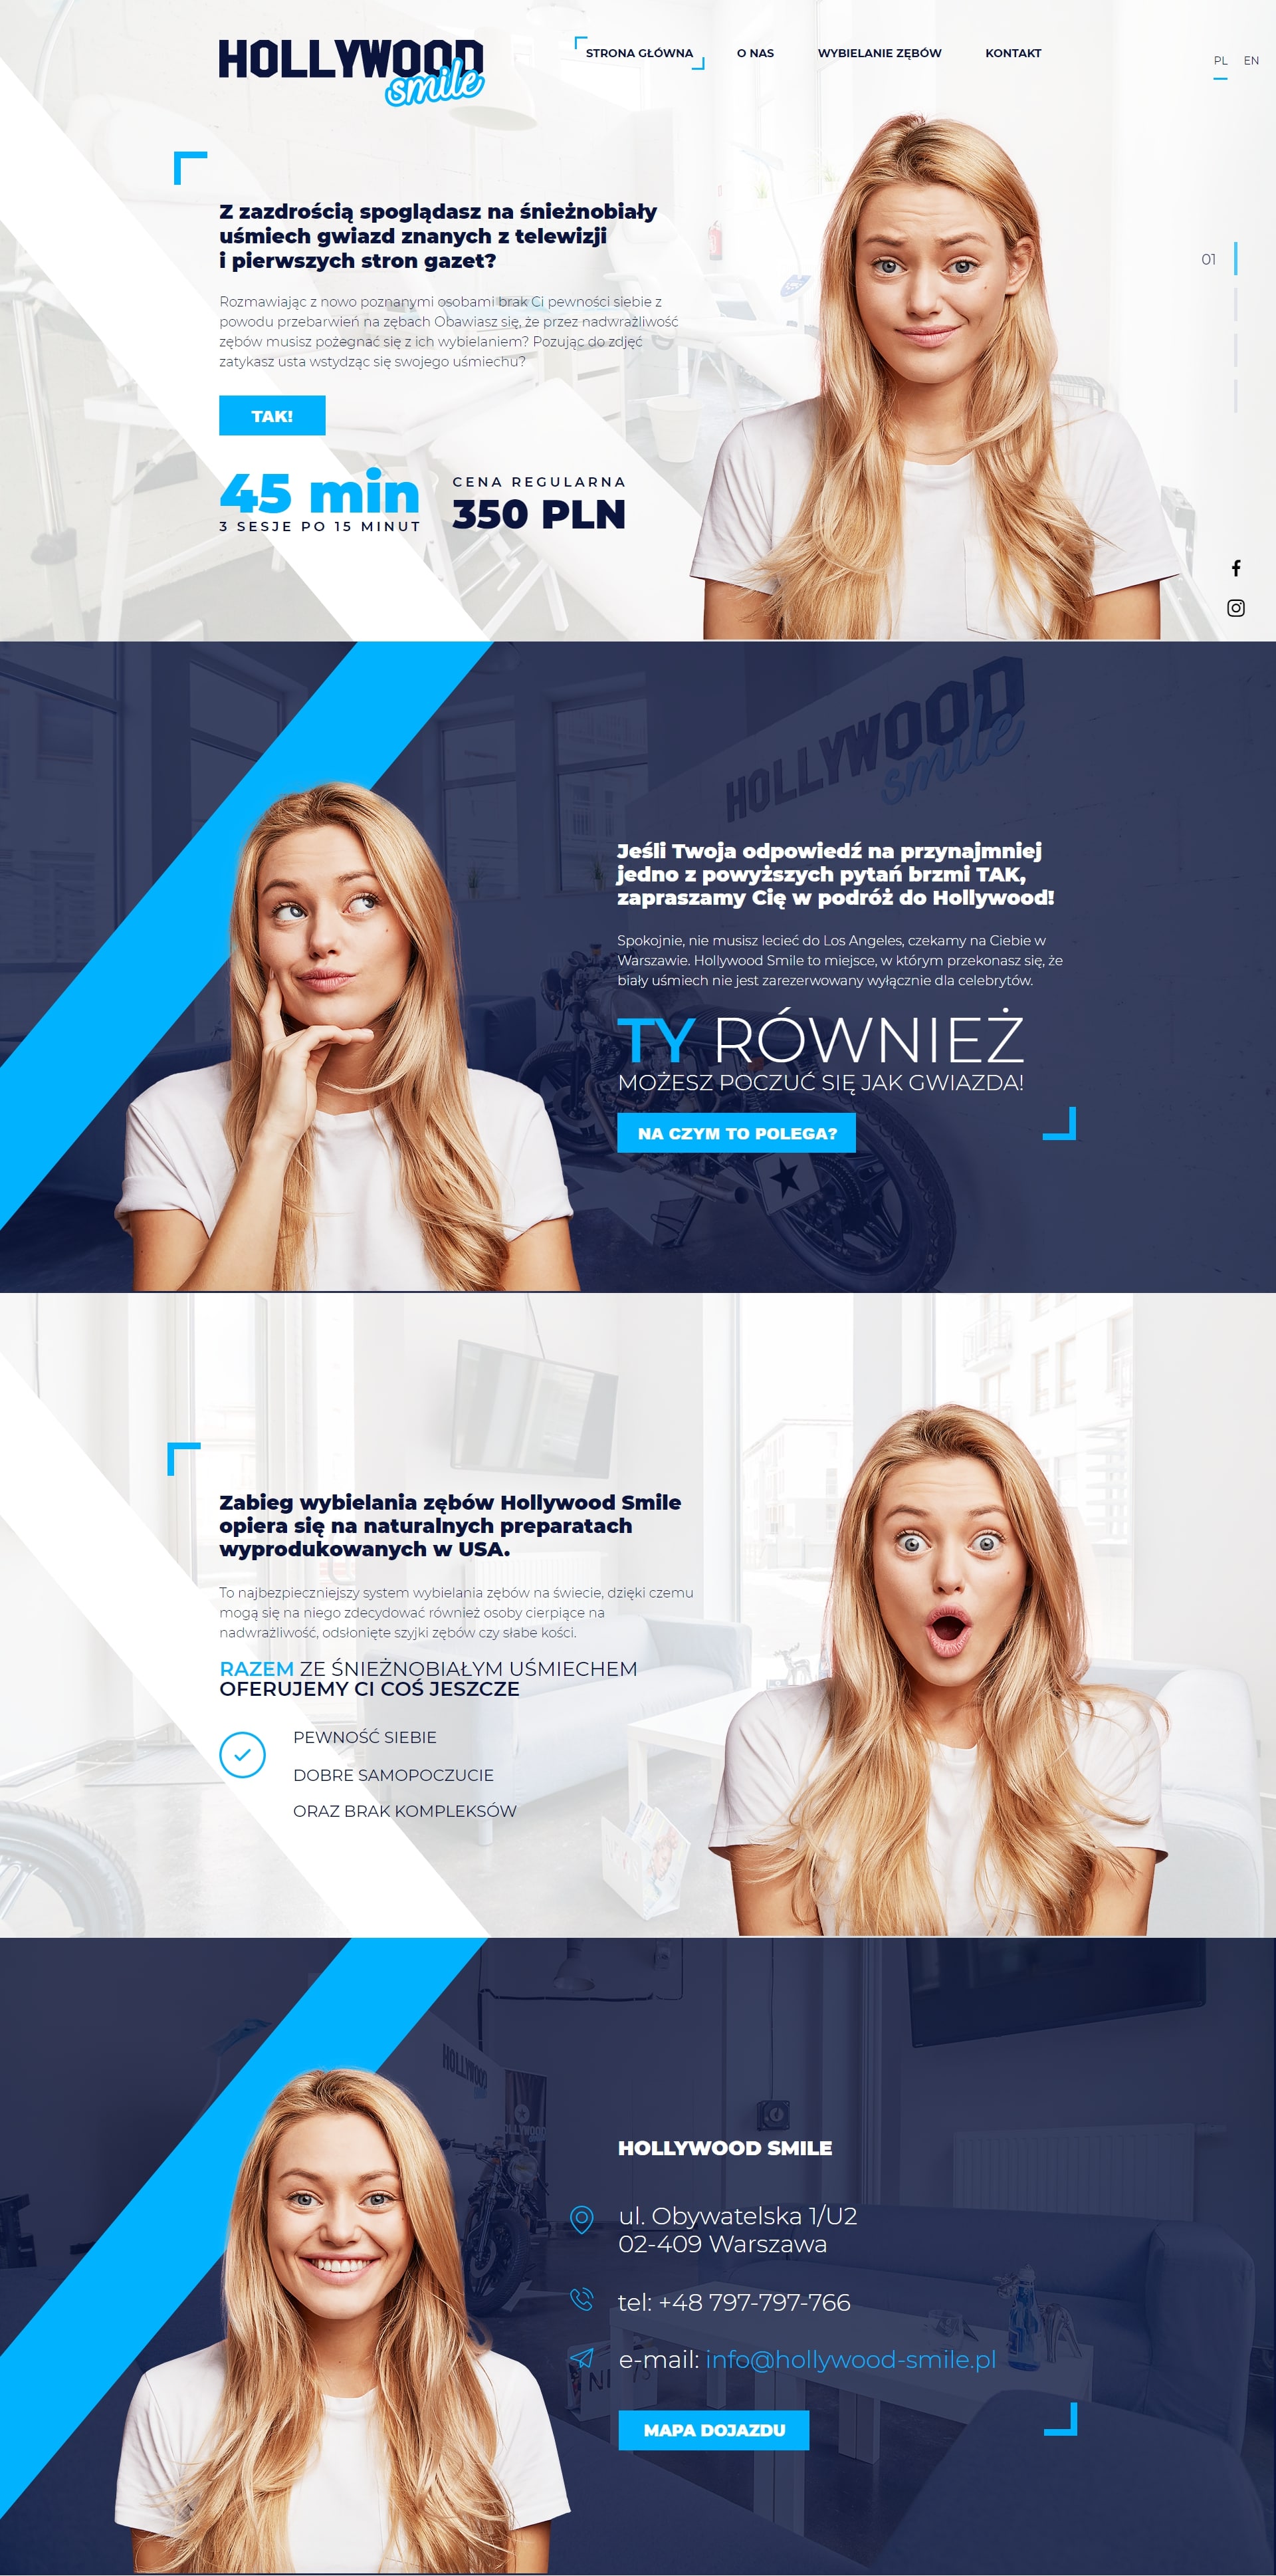 HOLLYWOOD
smile
STRONA GŁÓWNA
O NAS
WYBIELANIE ZĘBÓW
KONTAKT
PL
EN
Z zazdrością spoglądasz na śnieżnobiały
uśmiech gwiazd znanych z telewizji
i pierwszych stron gazet?
Rozmawiając z nowo poznanymi osobami brak Ci pewności siebie z
powodu przebarwień na zębach Obawiasz się, że przez nadwrażliwość
zębów musisz pożegnać się z ich wybielaniem? Pozując do zdjęć
zatykasz usta wstydząc się swojego uśmiechu?
01
TAK!
45 min
3 SESJE PO 15 MINUT
CENA REGULARNA
350 PLN
HOLLYWOOD
smile
Jeśli Twoja odpowiedź na przynajmniej
jedno z powyższych pytań brzmi TAK,
zapraszamy Cię w podróż do Hollywood!
Spokojnie, nie musisz lecieć do Los Angeles, czekamy na Ciebie w
Warszawie. Hollywood Smile to miejsce, w którym przekonasz się, że
biały uśmiech nie jest zarezerwowany wyłącznie dla celebrytów.
TY RÓWNIEŻ
MOŻESZ POCZUĆ SIĘ JAK GWIAZDA!
NA CZYM TO POLEGA?
Zabieg wybielania zębów Hollywood Smile
opiera się na naturalnych preparatach
wyprodukowanych w USA.
To najbezpieczniejszy system wybielania zębów na świecie, dzięki czemu
mogą się na niego zdecydować również osoby cierpiące na
nadwrażliwość, odsłonięte szyjki zębów czy słabe kości.
RAZEM ZE ŚNIEŻNOBIAŁYM UŚMIECHEM
OFERUJEMY CI COŚ JESZCZE
PEWNOŚĆ SIEBIE
DOBRE SAMOPOCZUCIE
ORAZ BRAK KOMPLEKSÓW
HOLLYWOOD
HOLLYWOOD SMILE
ul. Obywatelska 1/U2
02-409 Warszawa
tel: +48 797-797-766
e-mail: info@hollywood-smile.pl
MAPA DOJAZDU